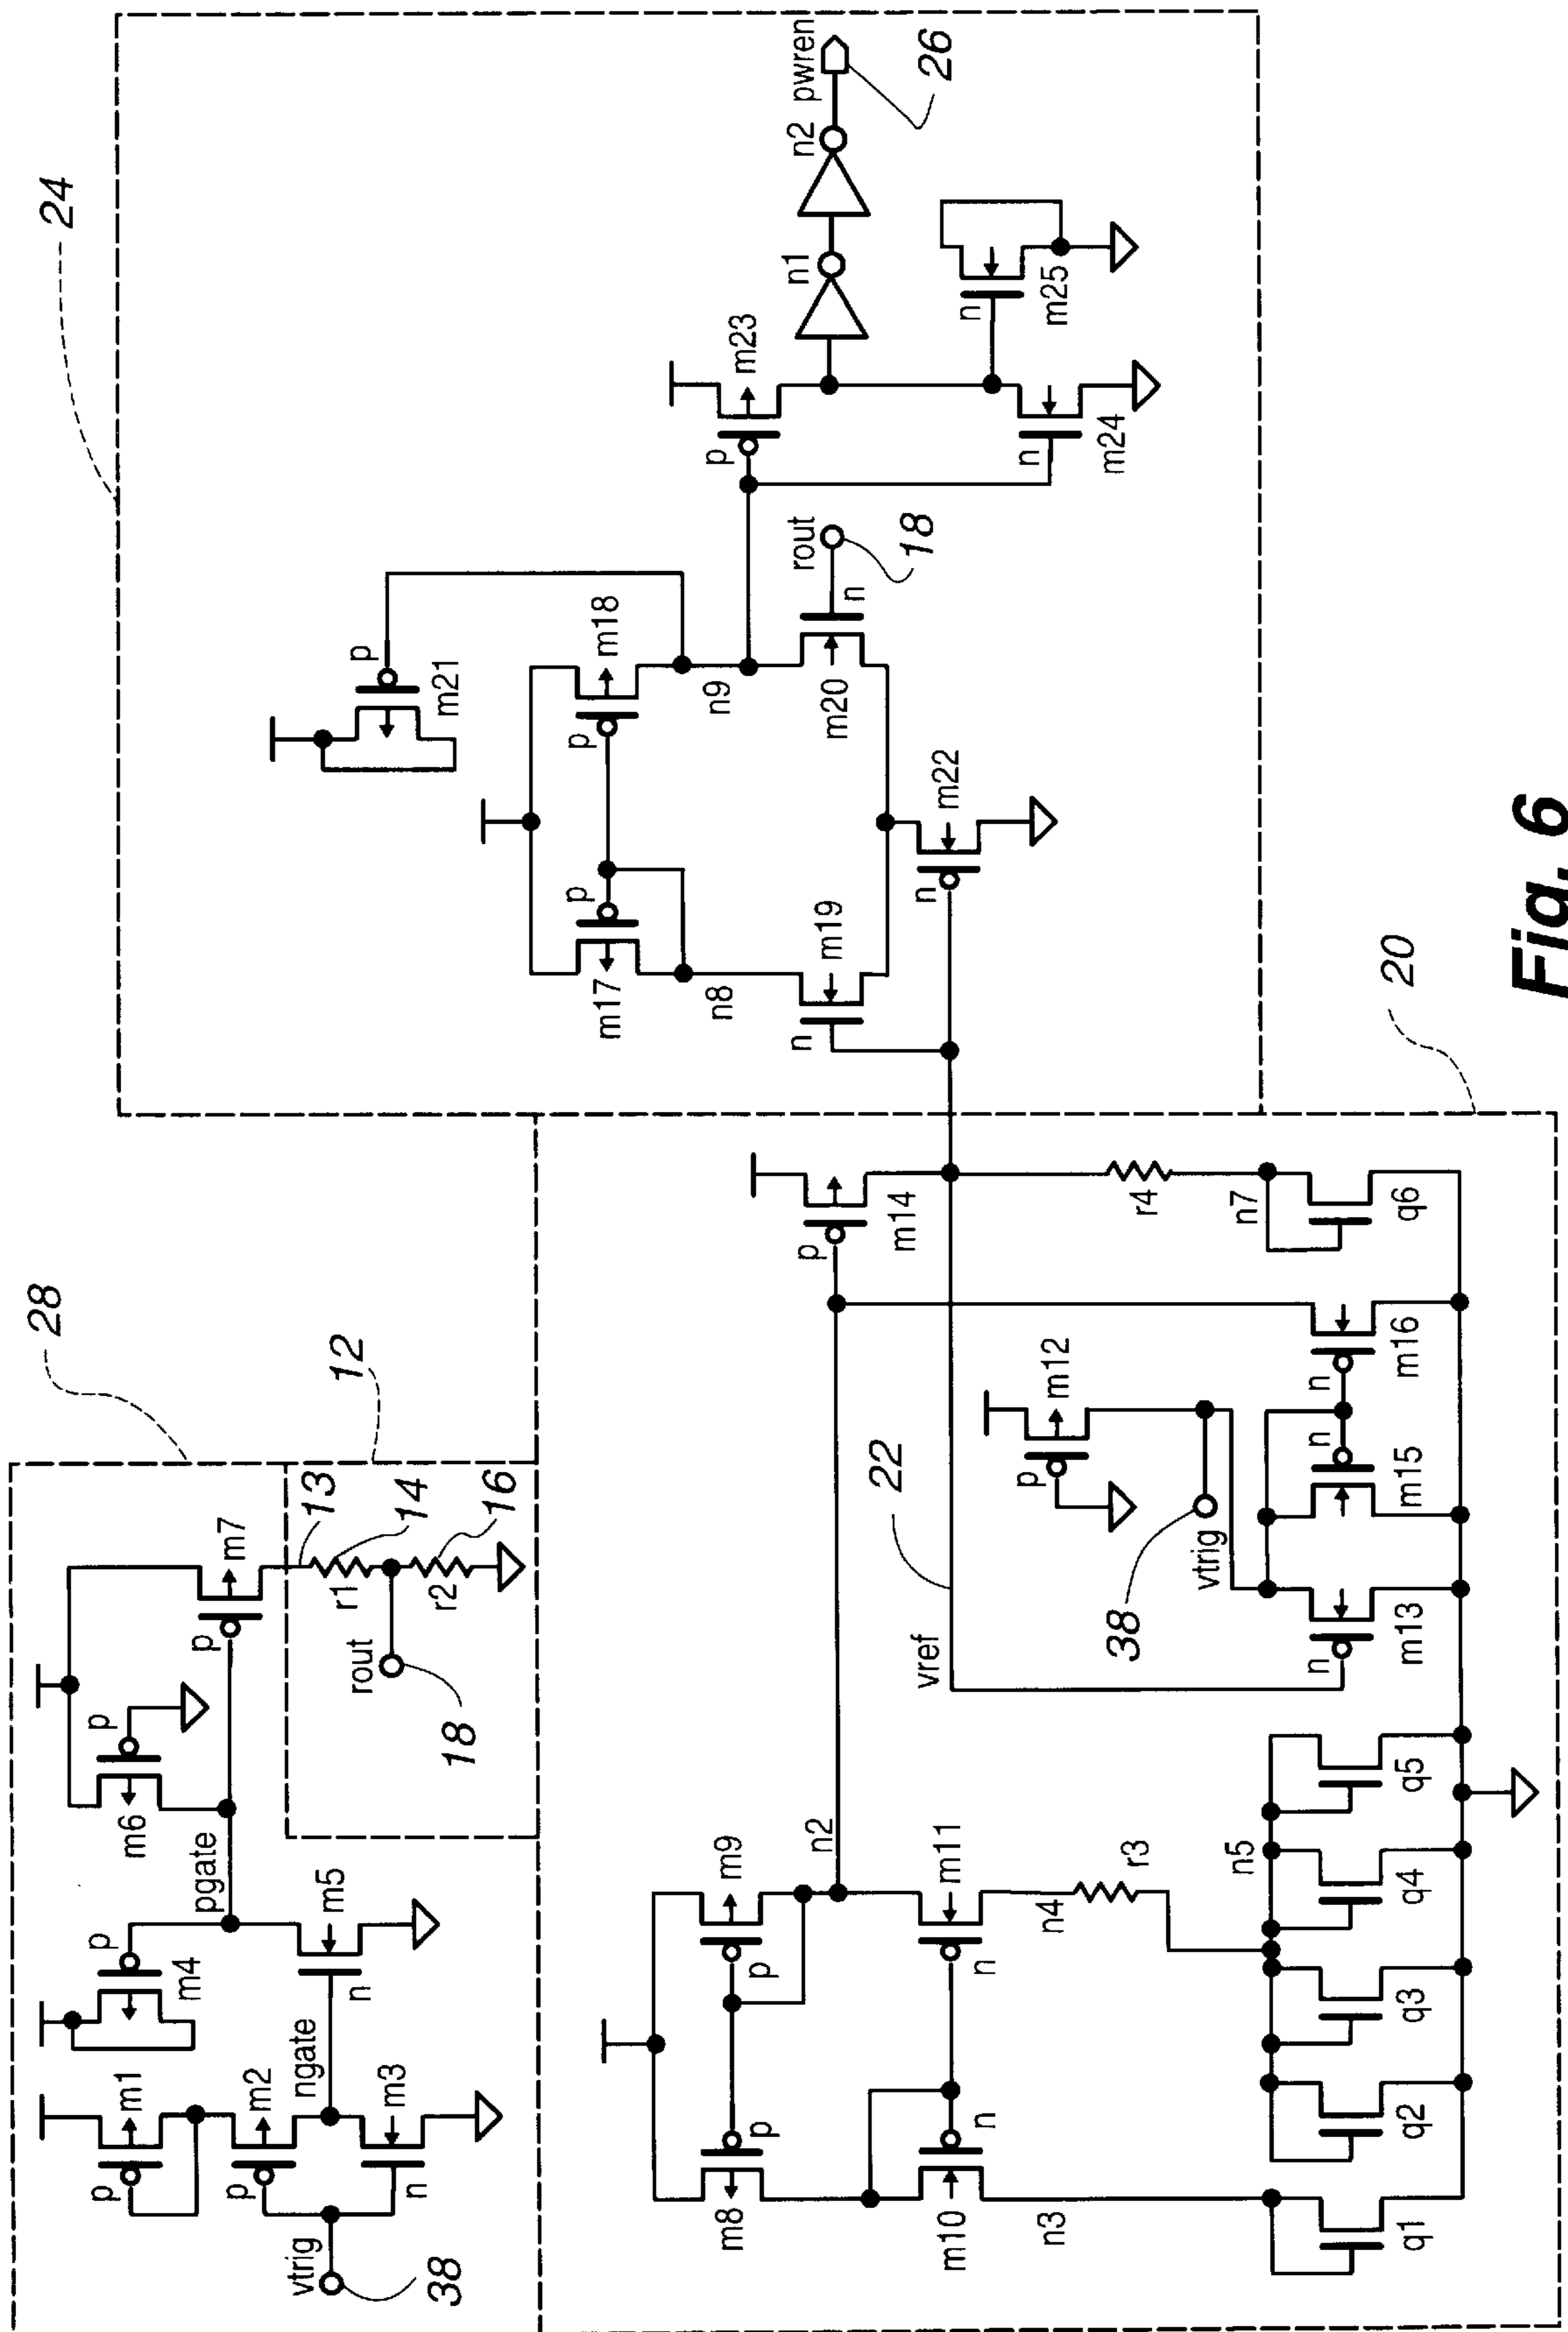 24
m21
p
m17
p
p
m18
n8
n9
n
m19
m20
n
rout
18
n
m22
p
m23
n
m24
n
m25
n1
n2
pwren
26
28
12
vtrig
38
p
m1
p
m2
n
m3
ngate
p
m4
n
m5
pgate
m6
p
p
m7
13
14
r1
16
r2
rout
18
20
m8
p
p
m9
n2
m10
n
n
m11
n3
n4
r3
n5
q1
q2
q3
q4
q5
22
vref
38
vtrig
p
m12
n
m13
n
m15
n
m16
p
m14
r4
n7
q6
Fig. 6